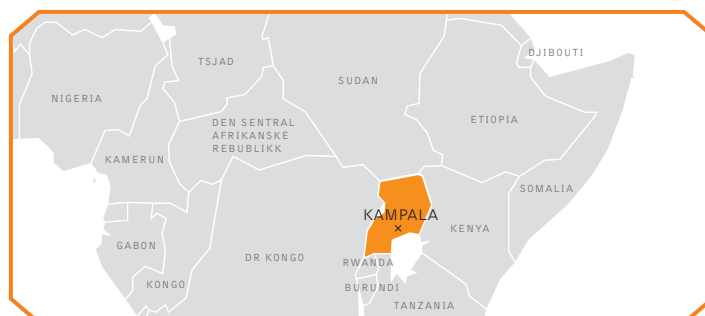 DJIBOUTI
TSJAD
SUDAN
NIGERIA
ETIOPIA
DEN SENTRAL
AFRIKANSKE
REBUBLIKK
KAMERUN
SOMALIA
KAMPALA
KENYA
GABON
DR KONGO
RWANDA
KONGO
BURUNDI
TANZANIA